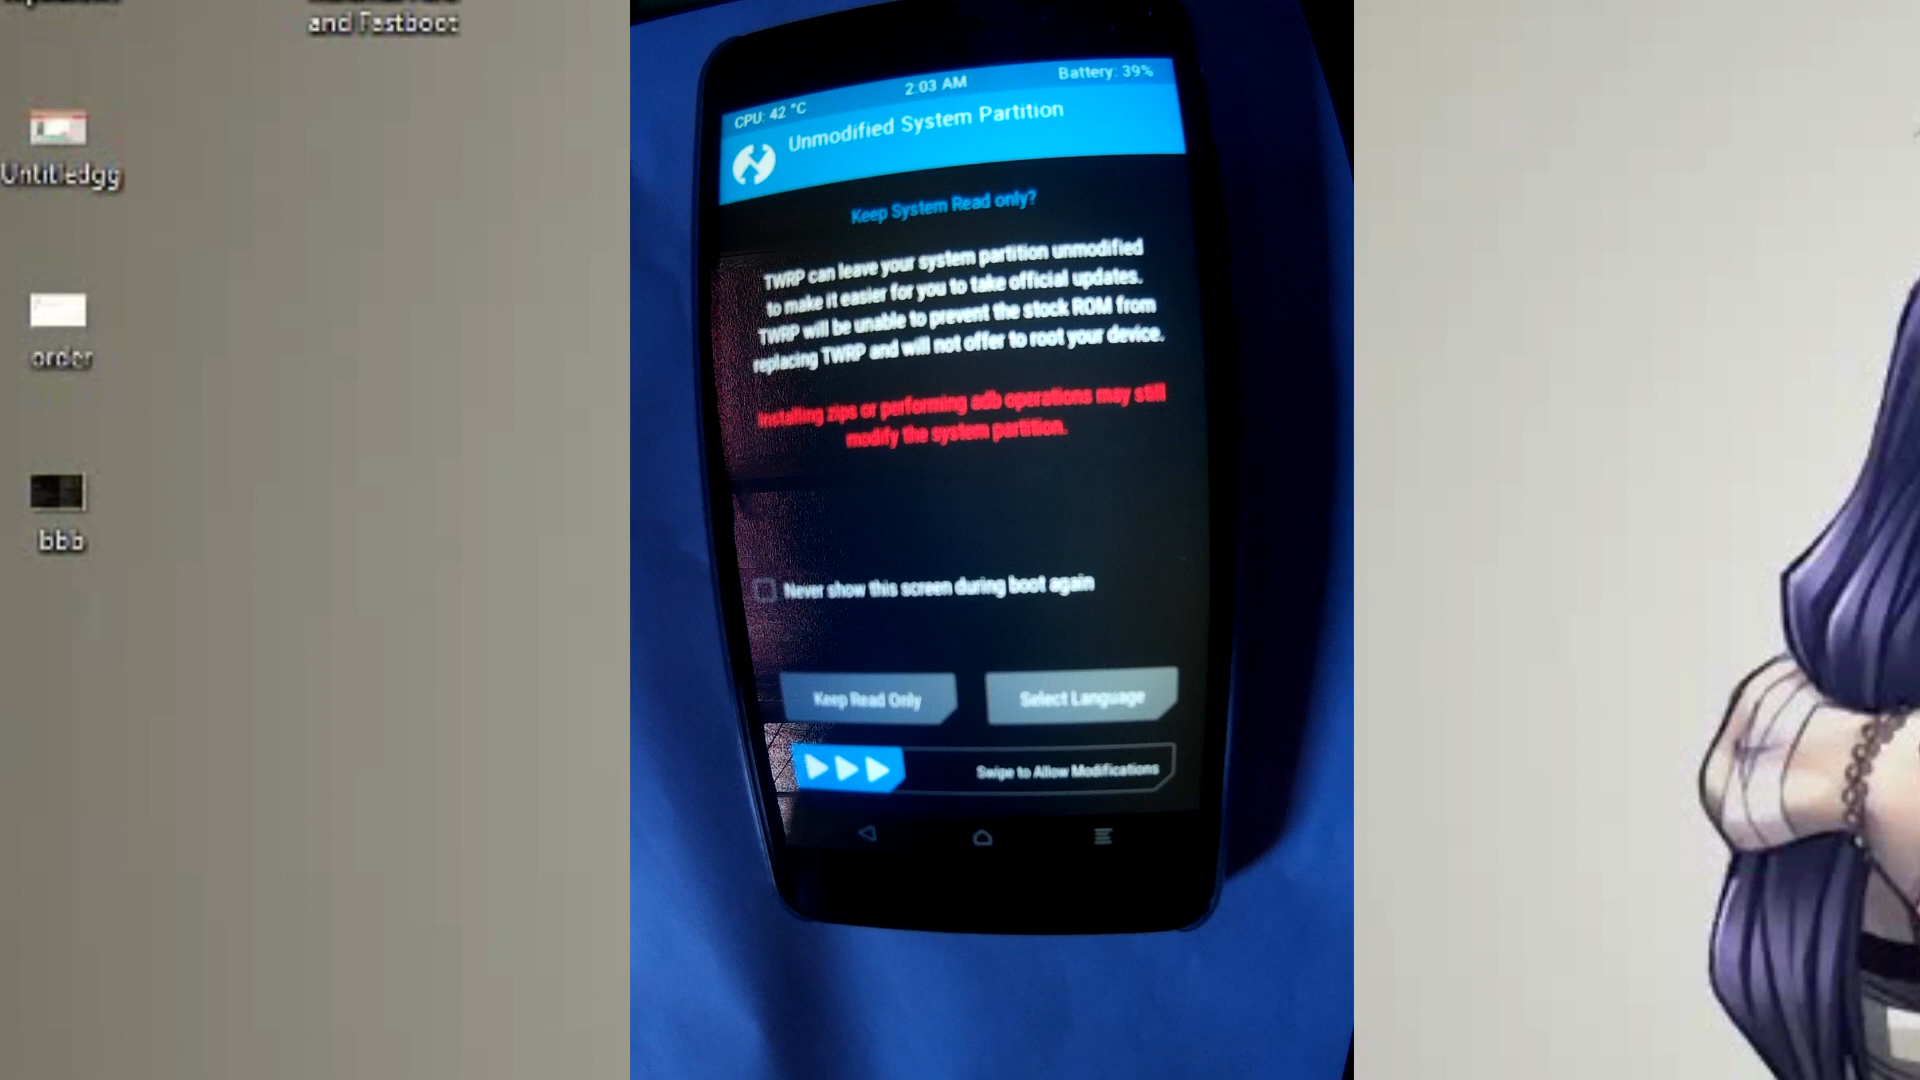 and Fastboot
Untitledgg
order
bbb
CPU: 42 °C
2:03 AM
Battery: 39%
Unmodified System Partition
Keep System Read only?
TWRP can leave your system partition unmodified
to make it easier for you to take official updates.
TWRP will be unable to prevent the stock ROM from
replacing TWRP and will not offer to root your device.
Installing zips or performing adb operations may still
modify the system partition.
Never show this screen during boot again
Keep Read Only
Select Language
Swipe to Allow Modifications